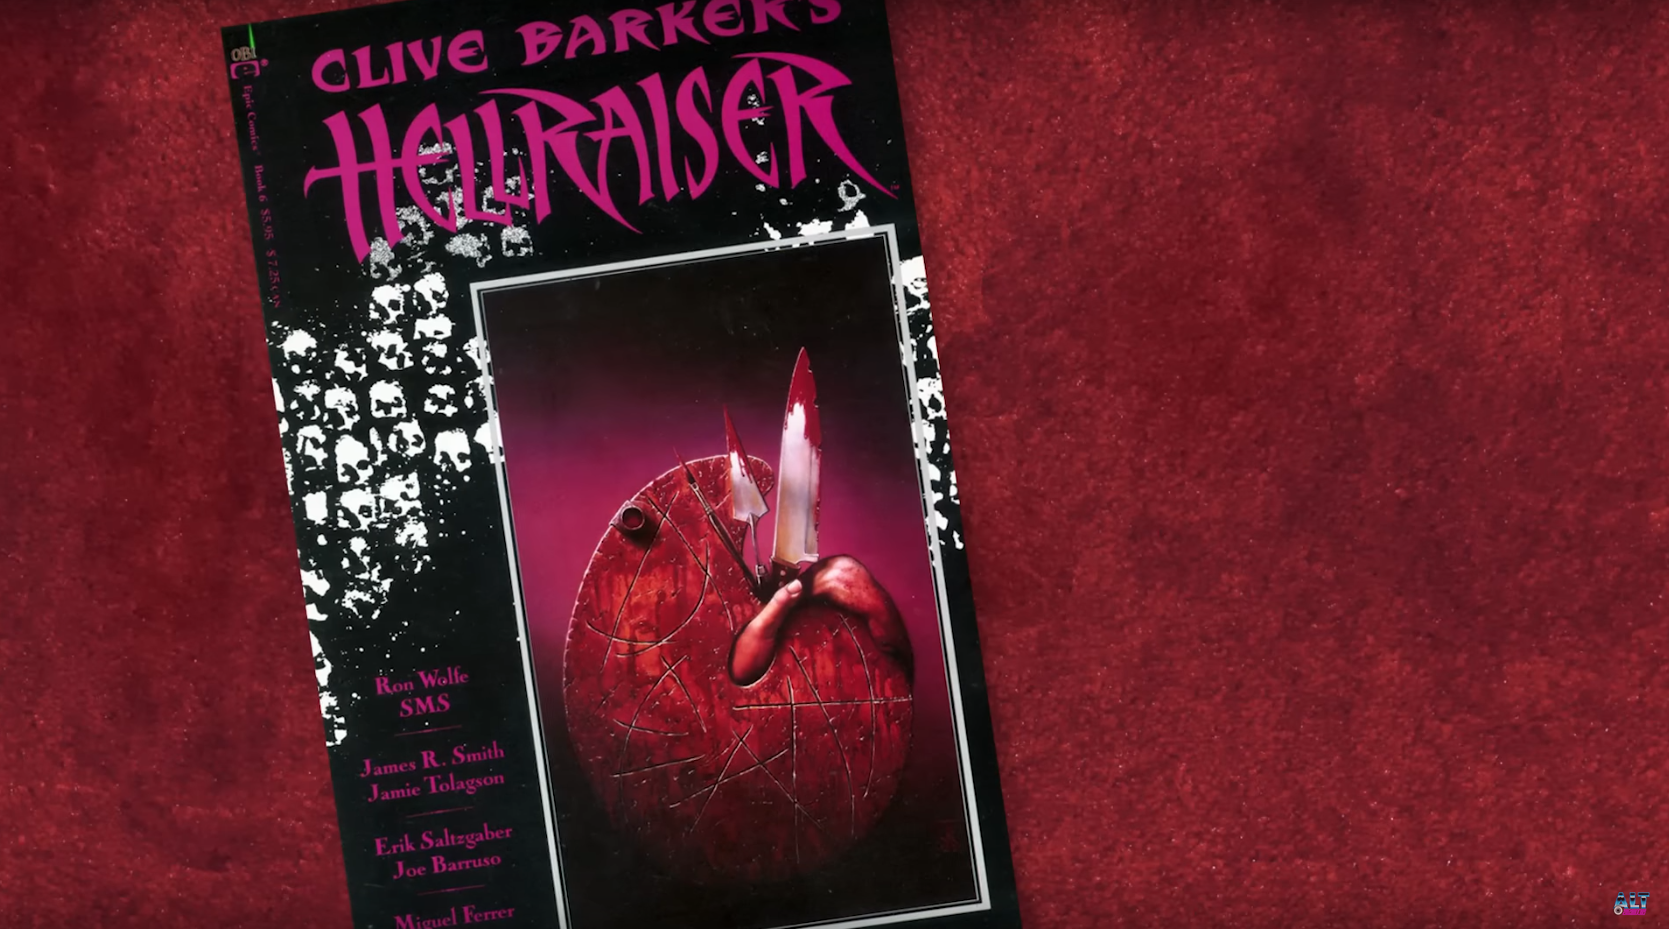 CLIVE BARKER'S
HELLRAISER
Epic Comics Book 6 $5.95 $7.25
Ron Wolfe
SMS
James R. Smith
Jamie Tolagson
Erik Saltzgaber
Joe Barruso
Miguel Ferrer
ALT